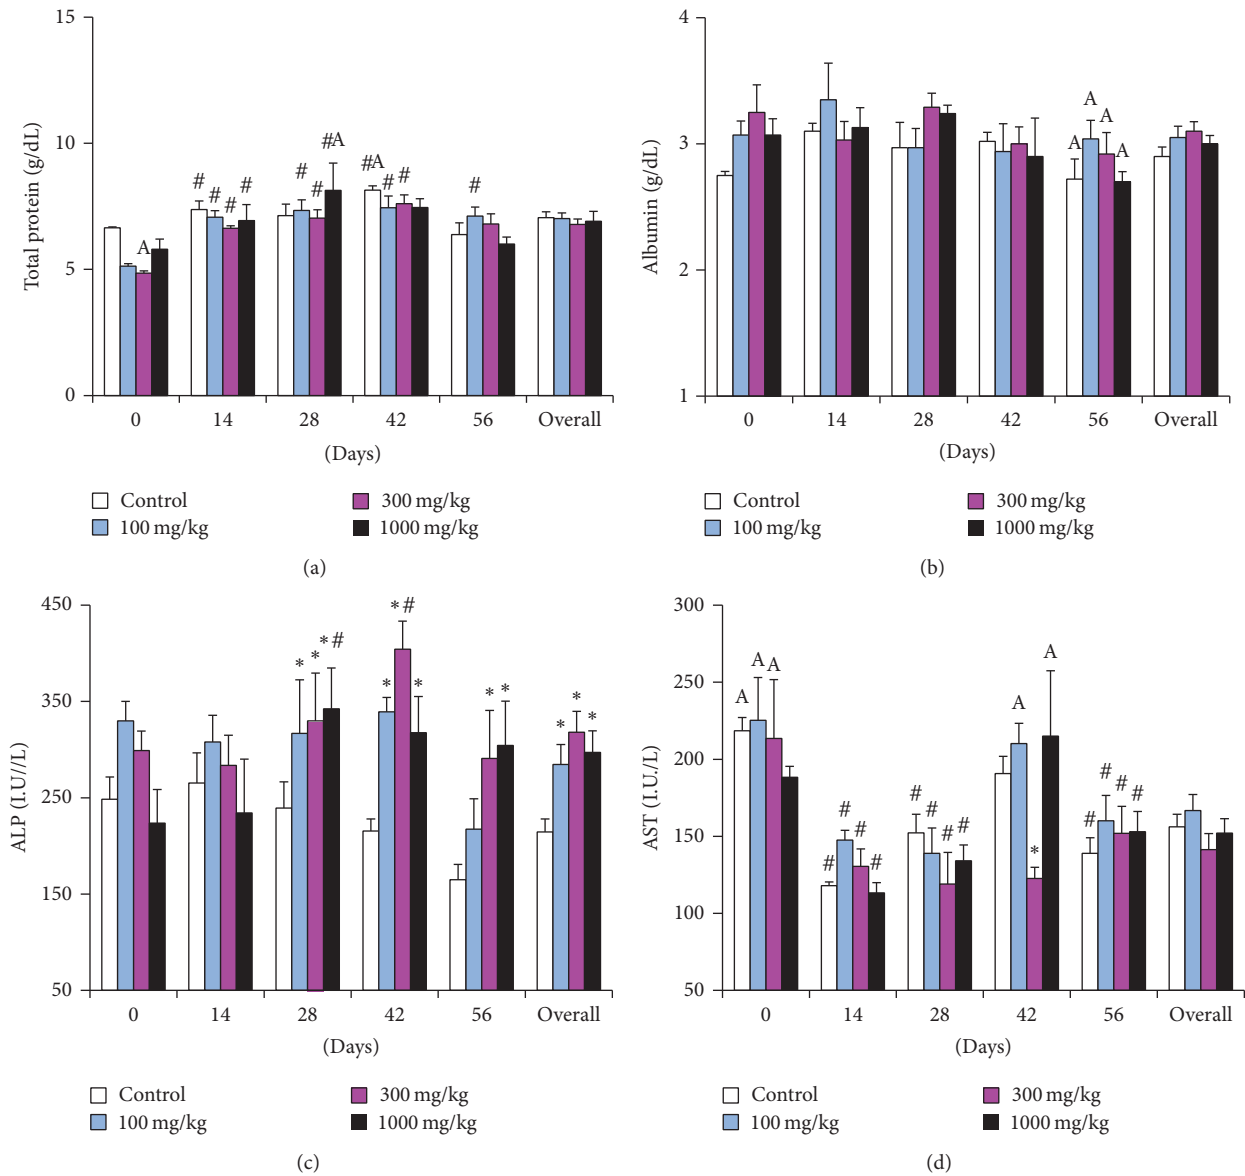 15
10
5
0
Total protein (g/dL)
A
# # # #
# # #A
#A # #
#
0 14 28 42 56 Overall
(Days)
Control
100 mg/kg
300 mg/kg
1000 mg/kg
(a)
4
3
2
1
Albumin (g/dL)
A A A A
0 14 28 42 56 Overall
(Days)
Control
100 mg/kg
300 mg/kg
1000 mg/kg
(b)
450
350
250
150
50
ALP (I.U//L)
* * *#
* *# *
* *
* * *
0 14 28 42 56 Overall
(Days)
Control
100 mg/kg
300 mg/kg
1000 mg/kg
(c)
300
250
200
150
100
50
AST (I.U./L)
A A A
# # # #
# # # #
A * A
# # # #
0 14 28 42 56 Overall
(Days)
Control
100 mg/kg
300 mg/kg
1000 mg/kg
(d)